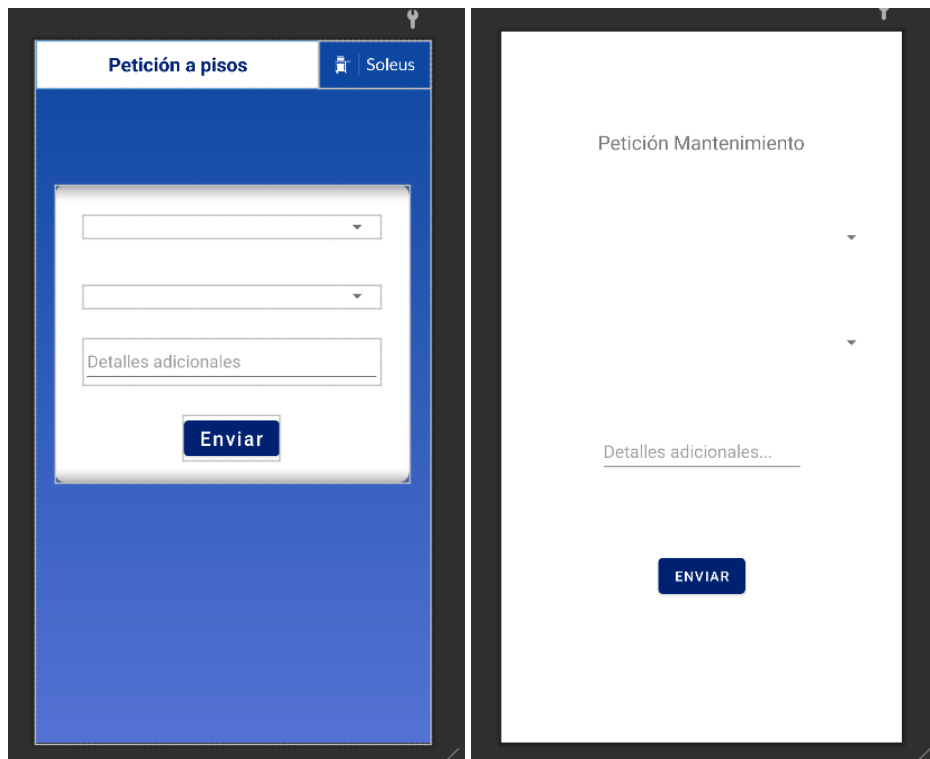 Petición a pisos
Soleus
Detalles adicionales
Enviar
Petición Mantenimiento
Detalles adicionales...
ENVIAR